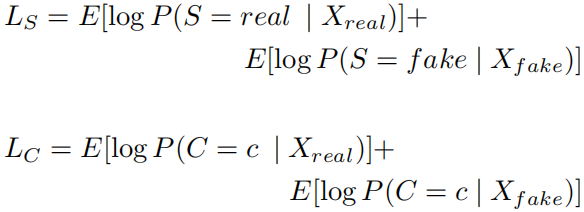 L_S = E[log P(S = real | X_real)]+
E[log P(S = fake | X_fake)]
L_C = E[log P(C = c | X_real)]+
E[log P(C = c | X_fake)]